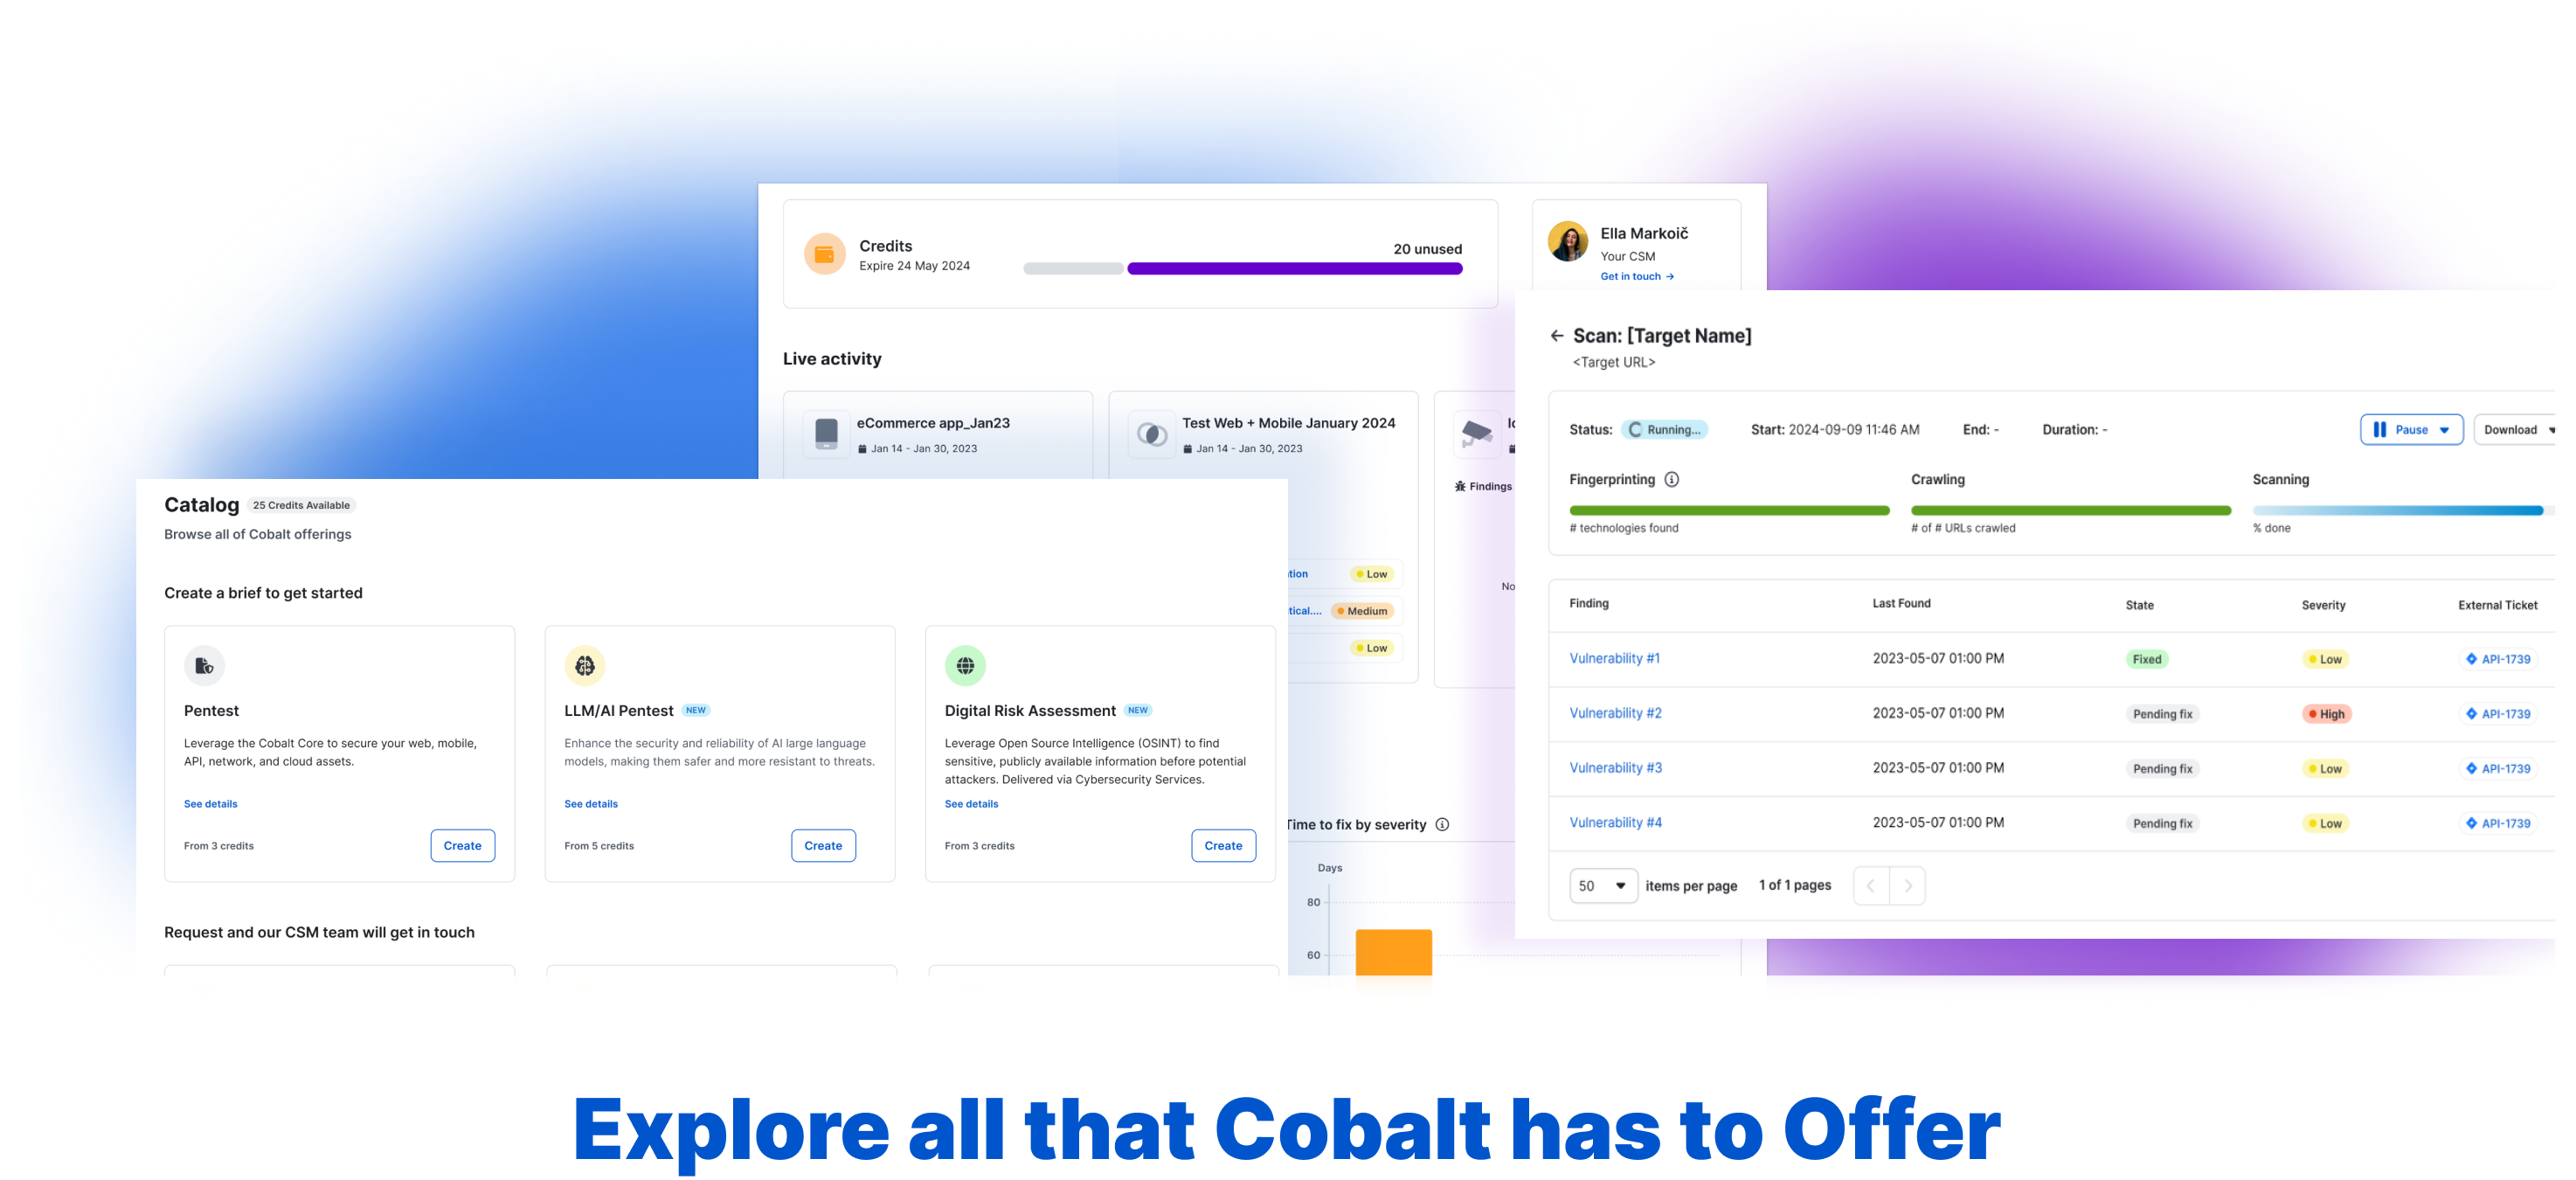 Credits
Expire 24 May 2024
20 unused
Ella Markoič
Your CSM
Get in touch →
Live activity
eCommerce app_Jan23
Jan 14 - Jan 30, 2023
Test Web + Mobile January 2024
Jan 14 - Jan 30, 2023
Findings
No
Low
Medium
Low
Time to fix by severity
Days
80
60
Catalog 25 Credits Available
Browse all of Cobalt offerings
Create a brief to get started
Pentest
Leverage the Cobalt Core to secure your web, mobile,
API, network, and cloud assets.
See details
From 3 credits
Create
LLM/AI Pentest NEW
Enhance the security and reliability of AI large language
models, making them safer and more resistant to threats.
See details
From 5 credits
Create
Digital Risk Assessment NEW
Leverage Open Source Intelligence (OSINT) to find
sensitive, publicly available information before potential
attackers. Delivered via Cybersecurity Services.
See details
From 3 credits
Create
Request and our CSM team will get in touch
← Scan: [Target Name]
<Target URL>
Status: Running... Start: 2024-09-09 11:46 AM End: - Duration: - Pause Download
Fingerprinting Crawling Scanning
# technologies found # of # URLs crawled % done
Finding Last Found State Severity External Ticket
Vulnerability #1 2023-05-07 01:00 PM Fixed Low API-1739
Vulnerability #2 2023-05-07 01:00 PM Pending fix High API-1739
Vulnerability #3 2023-05-07 01:00 PM Pending fix Low API-1739
Vulnerability #4 2023-05-07 01:00 PM Pending fix Low API-1739
50 items per page 1 of 1 pages
Explore all that Cobalt has to Offer